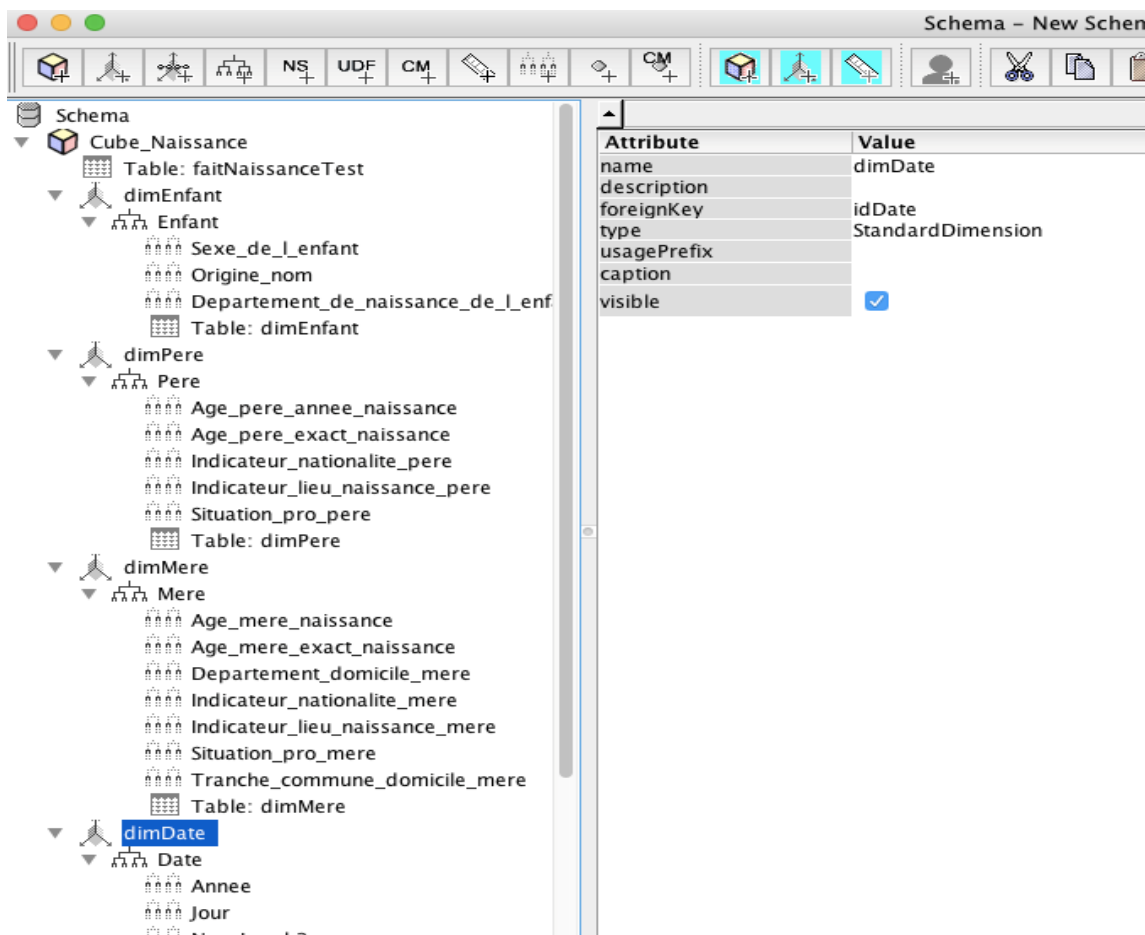 Schema – New Schem
NS UDF CM CM
Schema
Cube_Naissance
Table: faitNaissanceTest
dimEnfant
Enfant
Sexe_de_l_enfant
Origine_nom
Departement_de_naissance_de_l_enf
Table: dimEnfant
dimPere
Pere
Age_pere_annee_naissance
Age_pere_exact_naissance
Indicateur_nationalite_pere
Indicateur_lieu_naissance_pere
Situation_pro_pere
Table: dimPere
dimMere
Mere
Age_mere_naissance
Age_mere_exact_naissance
Departement_domicile_mere
Indicateur_nationalite_mere
Indicateur_lieu_naissance_mere
Situation_pro_mere
Tranche_commune_domicile_mere
Table: dimMere
dimDate
Date
Annee
Jour
Attribute Value
name dimDate
description
foreignKey idDate
type StandardDimension
usagePrefix
caption
visible